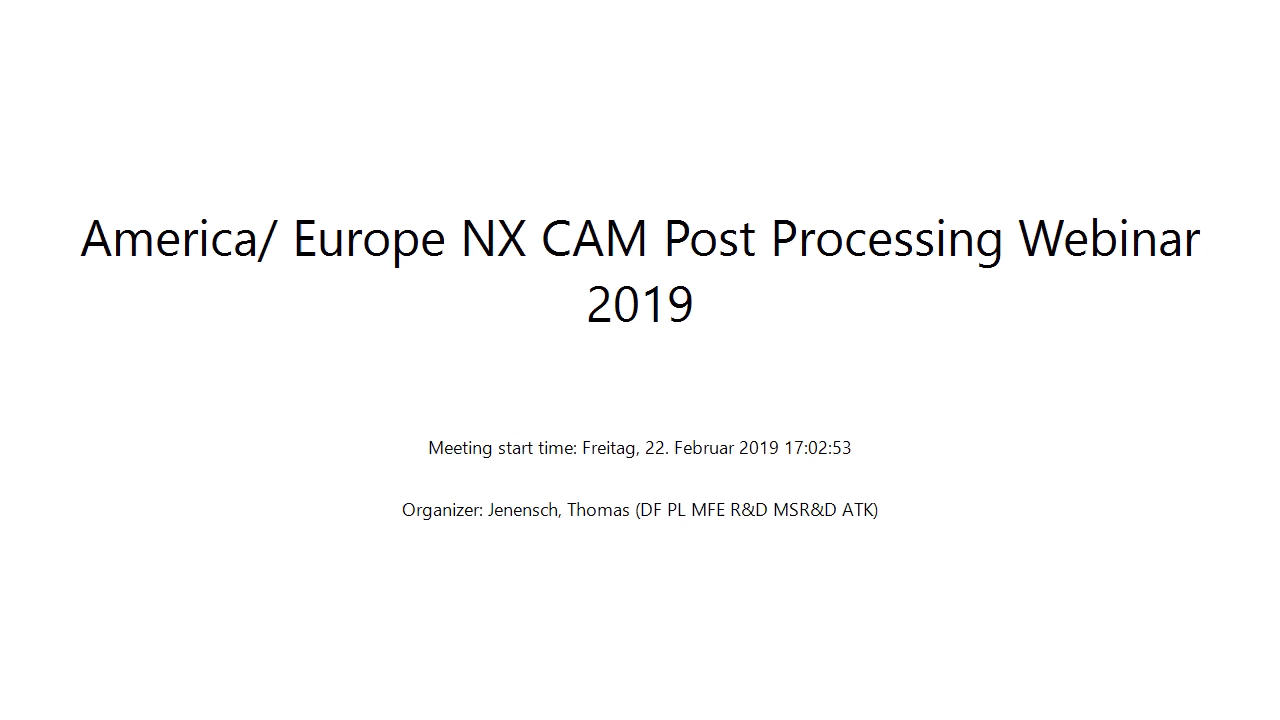 America/ Europe NX CAM Post Processing Webinar
2019
Meeting start time: Freitag, 22. Februar 2019 17:02:53
Organizer: Jenensch, Thomas (DF PL MFE R&D MSR&D ATK)